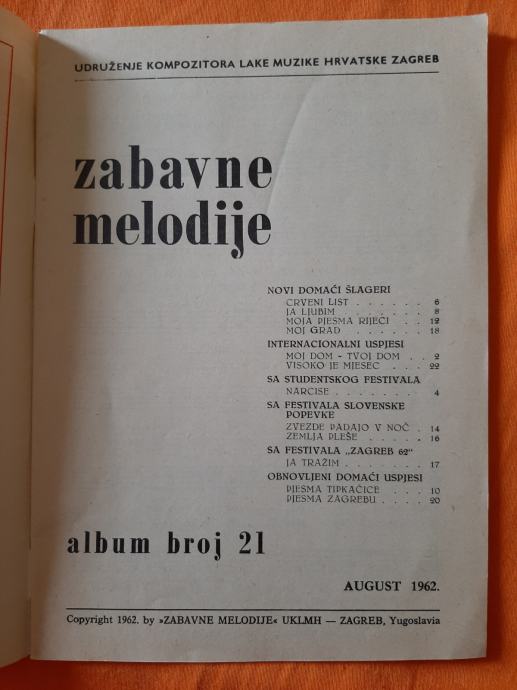 UDRUŽENJE KOMPOZITORA LAKE MUZIKE HRVATSKE ZAGREB
zabavne
melodije
NOVI DOMAĆI ŠLAGERI
CRVENI LIST . . . . . . 6
JA LJUBIM . . . . . . 8
MOJA PJESMA RIJEČI . . 12
MOJ GRAD . . . . . . 18
INTERNACIONALNI USPJESI
MOJ DOM - TVOJ DOM . . 2
VISOKO JE MJESEC . . . 22
SA STUDENTSKOG FESTIVALA
NARCISE . . . . . . . 4
SA FESTIVALA SLOVENSKE
POPEVKE
ZVEZDE PADAJO V NOČ . 14
ZEMLJA PLEŠE . . . . . 16
SA FESTIVALA „ZAGREB 62"
JA TRAŽIM . . . . . . 17
OBNOVLJENI DOMAĆI USPJESI
PJESMA TIPKAČICE . . . 10
PJESMA ZAGREBU . . . . 20
album broj 21
AUGUST 1962.
Copyright 1962. by »ZABAVNE MELODIJE« UKLMH — ZAGREB, Yugoslavia